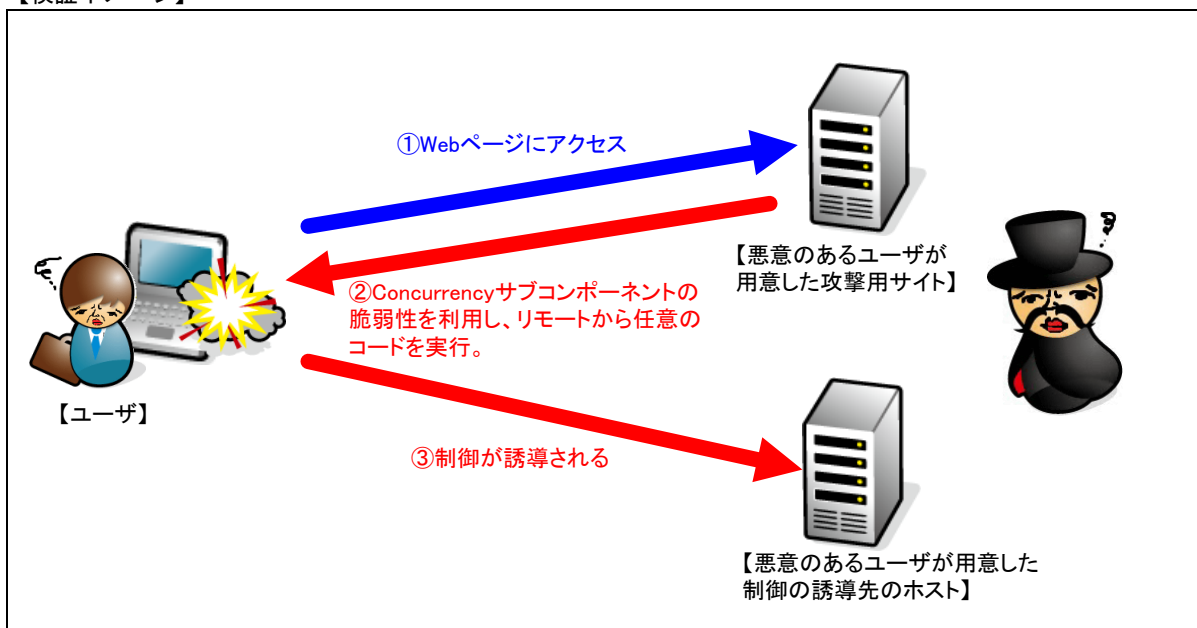 ①Webページにアクセス
【悪意のあるユーザが
用意した攻撃用サイト】
②Concurrencyサブコンポーネントの
脆弱性を利用し、リモートから任意の
コードを実行。
【ユーザ】
③制御が誘導される
【悪意のあるユーザが用意した
制御の誘導先のホスト】